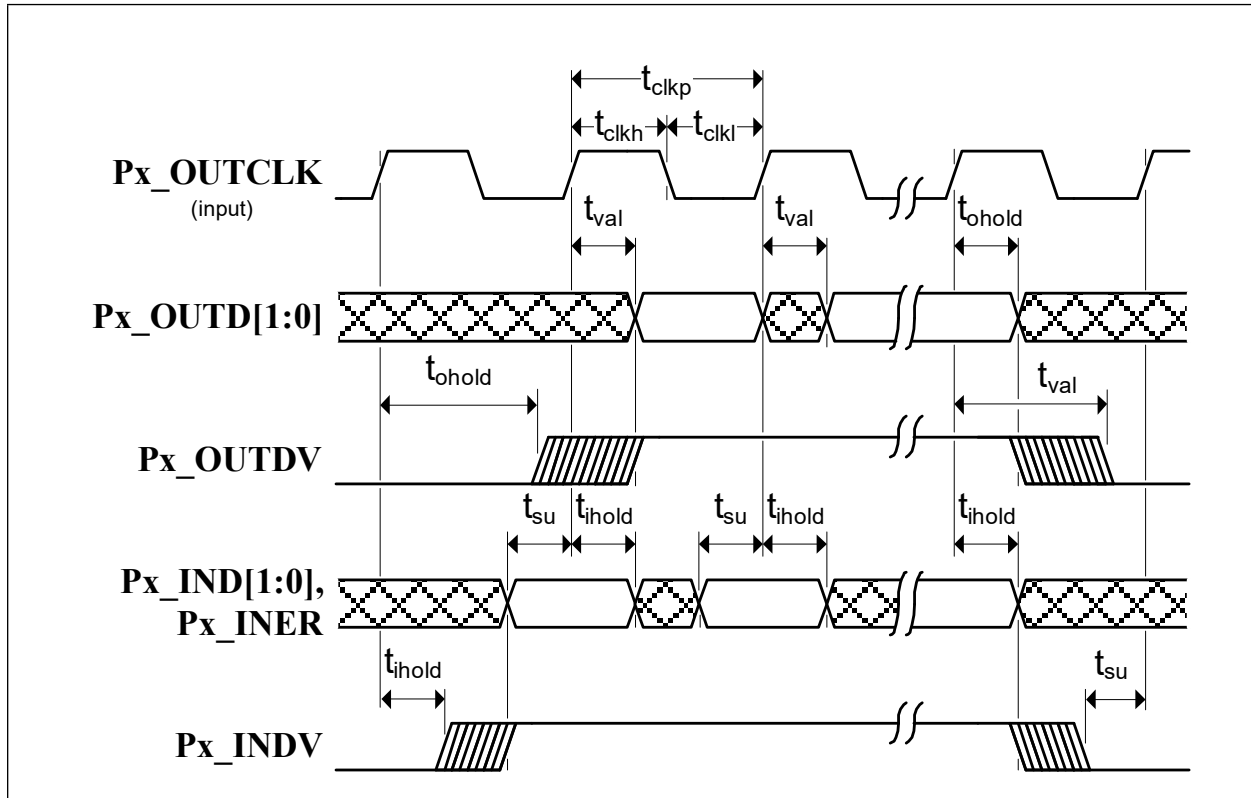 tclkp
tclkh tclkl
Px_OUTCLK
(input)
tval tval tohold
Px_OUTD[1:0]
tohold tval
Px_OUTDV
tsu tihold tsu tihold tihold
Px_IND[1:0],
Px_INER
tihold tsu
Px_INDV